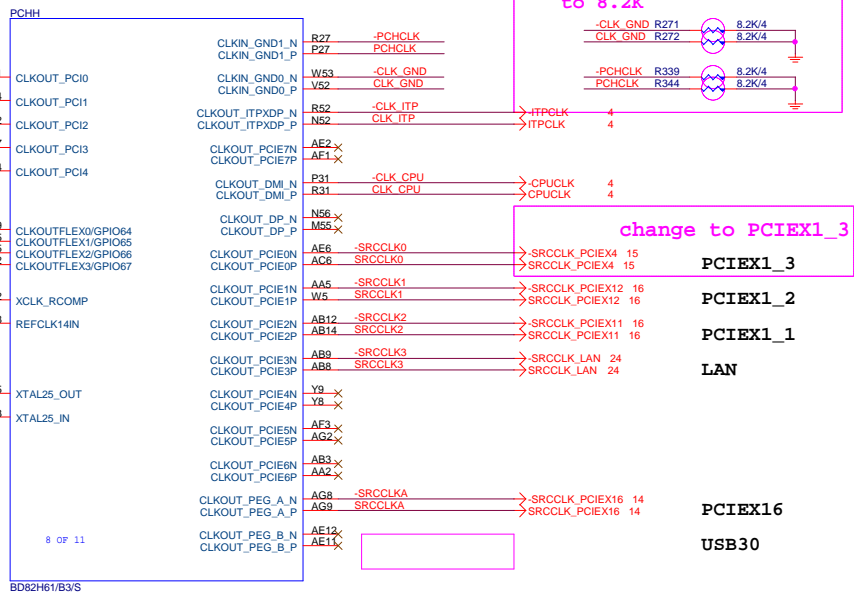 to 8.2K
PCHH
-CLK_GND R271 8.2K/4
CLK_GND R272 8.2K/4
-PCHCLK R339 8.2K/4
PCHCLK R344 8.2K/4
CLKIN_GND1_N R27 -PCHCLK
CLKIN_GND1_P P27 PCHCLK
CLKOUT_PCI0 CLKIN_GND0_N W53 -CLK_GND
CLKIN_GND0_P V52 CLK_GND
CLKOUT_PCI1
CLKOUT_ITPXDP_N R52 -CLK_ITP -ITPCLK 4
CLKOUT_PCI2 CLKOUT_ITPXDP_P N52 CLK_ITP ITPCLK 4
CLKOUT_PCI3 CLKOUT_PCIE7N AE2
CLKOUT_PCIE7P AF1
CLKOUT_PCI4
CLKOUT_DMI_N P31 -CLK_CPU -CPUCLK 4
CLKOUT_DMI_P R31 CLK_CPU CPUCLK 4
CLKOUT_DP_N N56
CLKOUTFLEX0/GPIO64 CLKOUT_DP_P M55 change to PCIEX1_3
CLKOUTFLEX1/GPIO65
CLKOUTFLEX2/GPIO66 CLKOUT_PCIE0N AE6 -SRCCLK0 -SRCCLK_PCIEX4 15
CLKOUTFLEX3/GPIO67 CLKOUT_PCIE0P AC6 SRCCLK0 SRCCLK_PCIEX4 15 PCIEX1_3
CLKOUT_PCIE1N AA5 -SRCCLK1 -SRCCLK_PCIEX12 16
XCLK_RCOMP CLKOUT_PCIE1P W5 SRCCLK1 SRCCLK_PCIEX12 16 PCIEX1_2
REFCLK14IN CLKOUT_PCIE2N AB12 -SRCCLK2 -SRCCLK_PCIEX11 16
CLKOUT_PCIE2P AB14 SRCCLK2 SRCCLK_PCIEX11 16 PCIEX1_1
CLKOUT_PCIE3N AB9 -SRCCLK3 -SRCCLK_LAN 24
CLKOUT_PCIE3P AB8 SRCCLK3 SRCCLK_LAN 24 LAN
XTAL25_OUT CLKOUT_PCIE4N Y9
CLKOUT_PCIE4P Y8
XTAL25_IN
CLKOUT_PCIE5N AF3
CLKOUT_PCIE5P AG2
CLKOUT_PCIE6N AB3
CLKOUT_PCIE6P AA2
CLKOUT_PEG_A_N AG8 -SRCCLKA -SRCCLK_PCIEX16 14
CLKOUT_PEG_A_P AG9 SRCCLKA SRCCLK_PCIEX16 14 PCIEX16
CLKOUT_PEG_B_N AE12
8 OF 11 CLKOUT_PEG_B_P AE11 USB30
BD82H61/B3/S